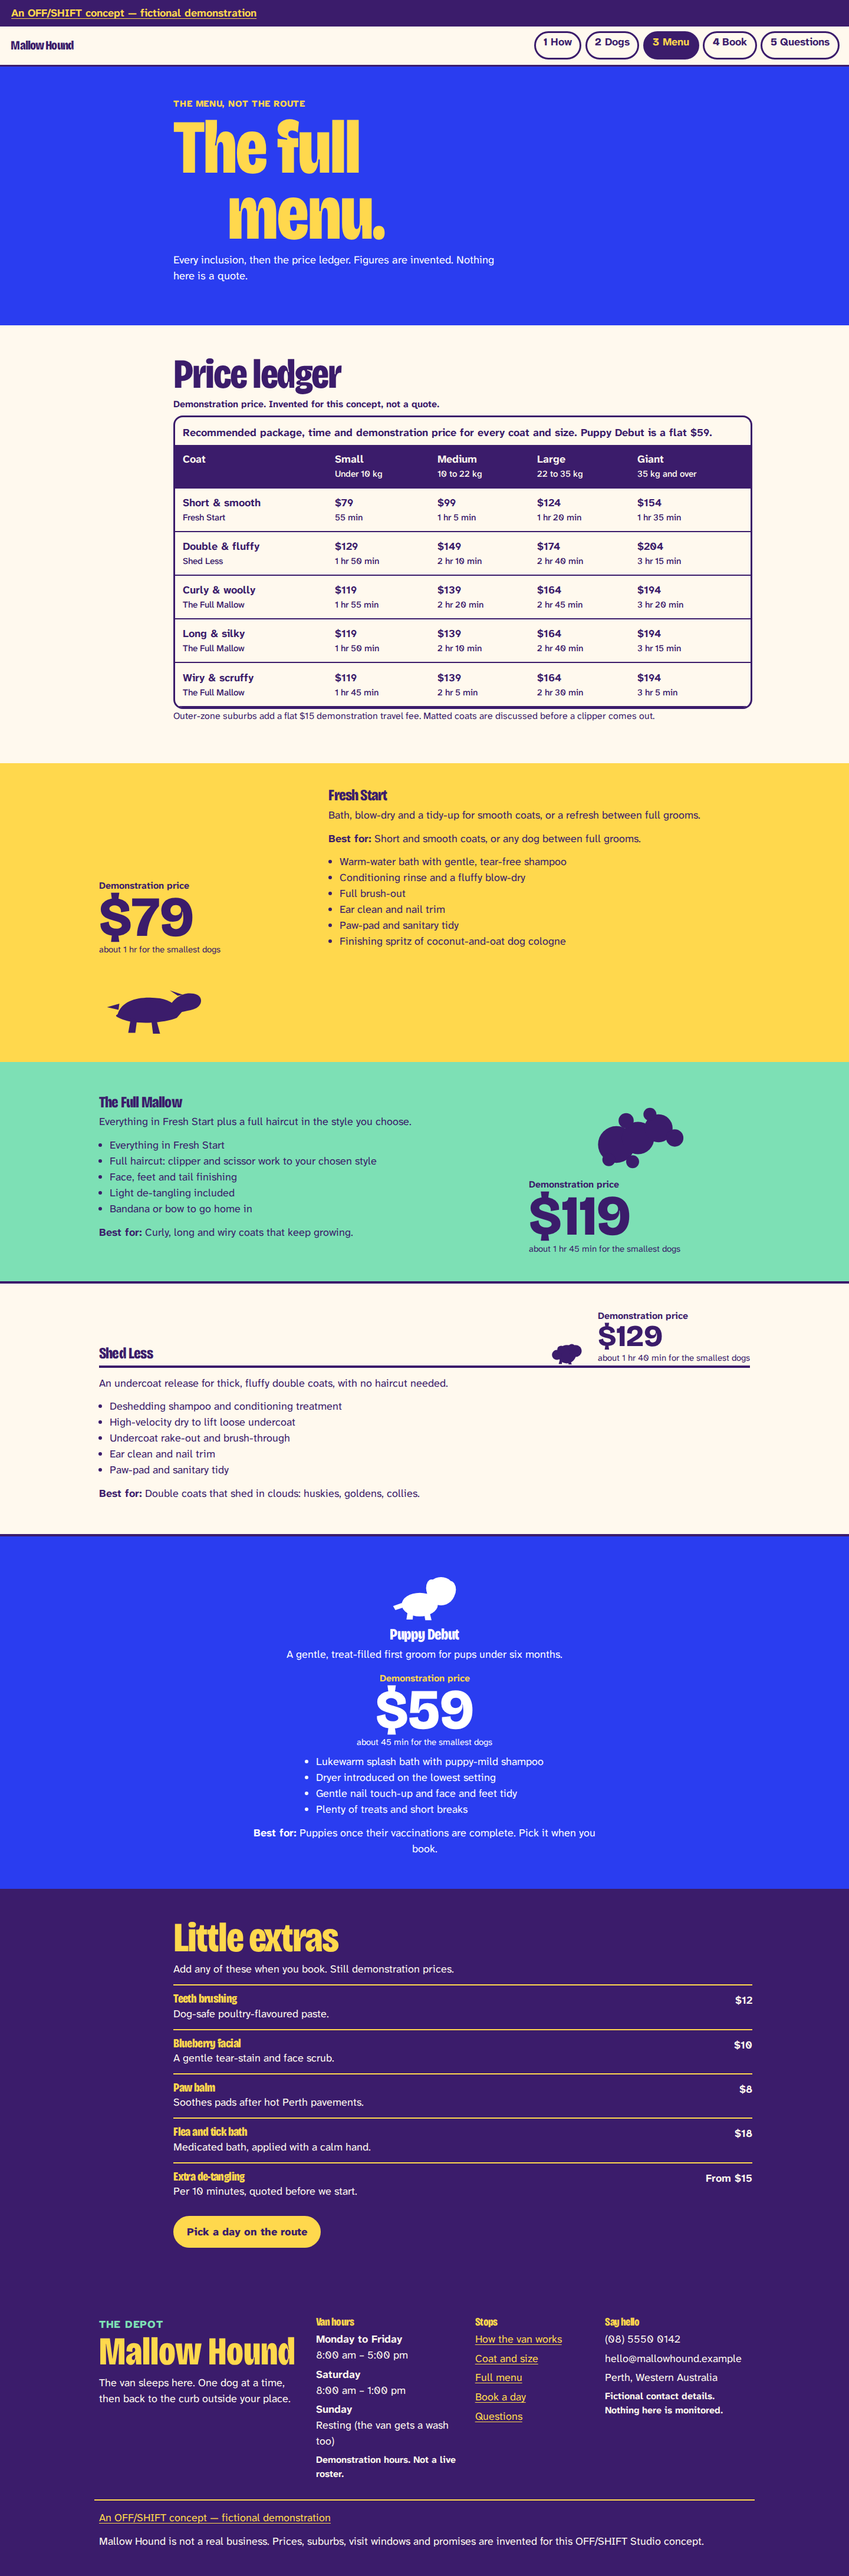 An OFF/SHIFT concept — fictional demonstration
Mallow Hound
1 How
2 Dogs
3 Menu
4 Book
5 Questions
THE MENU, NOT THE ROUTE
The full
menu.
Every inclusion, then the price ledger. Figures are invented. Nothing
here is a quote.
Price ledger
Demonstration price. Invented for this concept, not a quote.
Recommended package, time and demonstration price for every coat and size. Puppy Debut is a flat $59.
Coat Small Medium Large Giant
Under 10 kg 10 to 22 kg 22 to 35 kg 35 kg and over
Short & smooth $79 $99 $124 $154
Fresh Start 55 min 1 hr 5 min 1 hr 20 min 1 hr 35 min
Double & fluffy $129 $149 $174 $204
Shed Less 1 hr 50 min 2 hr 10 min 2 hr 40 min 3 hr 15 min
Curly & woolly $119 $139 $164 $194
The Full Mallow 1 hr 55 min 2 hr 20 min 2 hr 45 min 3 hr 20 min
Long & silky $119 $139 $164 $194
The Full Mallow 1 hr 50 min 2 hr 10 min 2 hr 40 min 3 hr 15 min
Wiry & scruffy $119 $139 $164 $194
The Full Mallow 1 hr 45 min 2 hr 5 min 2 hr 30 min 3 hr 5 min
Outer-zone suburbs add a flat $15 demonstration travel fee. Matted coats are discussed before a clipper comes out.
Demonstration price
$79
about 1 hr for the smallest dogs
Fresh Start
Bath, blow-dry and a tidy-up for smooth coats, or a refresh between full grooms.
Best for: Short and smooth coats, or any dog between full grooms.
• Warm-water bath with gentle, tear-free shampoo
• Conditioning rinse and a fluffy blow-dry
• Full brush-out
• Ear clean and nail trim
• Paw-pad and sanitary tidy
• Finishing spritz of coconut-and-oat dog cologne
The Full Mallow
Everything in Fresh Start plus a full haircut in the style you choose.
• Everything in Fresh Start
• Full haircut: clipper and scissor work to your chosen style
• Face, feet and tail finishing
• Light de-tangling included
• Bandana or bow to go home in
Best for: Curly, long and wiry coats that keep growing.
Demonstration price
$119
about 1 hr 45 min for the smallest dogs
Shed Less
Demonstration price
$129
about 1 hr 40 min for the smallest dogs
An undercoat release for thick, fluffy double coats, with no haircut needed.
• Deshedding shampoo and conditioning treatment
• High-velocity dry to lift loose undercoat
• Undercoat rake-out and brush-through
• Ear clean and nail trim
• Paw-pad and sanitary tidy
Best for: Double coats that shed in clouds: huskies, goldens, collies.
Puppy Debut
A gentle, treat-filled first groom for pups under six months.
Demonstration price
$59
about 45 min for the smallest dogs
• Lukewarm splash bath with puppy-mild shampoo
• Dryer introduced on the lowest setting
• Gentle nail touch-up and face and feet tidy
• Plenty of treats and short breaks
Best for: Puppies once their vaccinations are complete. Pick it when you
book.
Little extras
Add any of these when you book. Still demonstration prices.
Teeth brushing $12
Dog-safe poultry-flavoured paste.
Blueberry facial $10
A gentle tear-stain and face scrub.
Paw balm $8
Soothes pads after hot Perth pavements.
Flea and tick bath $18
Medicated bath, applied with a calm hand.
Extra de-tangling From $15
Per 10 minutes, quoted before we start.
Pick a day on the route
THE DEPOT
Mallow Hound
The van sleeps here. One dog at a time,
then back to the curb outside your place.
Van hours
Monday to Friday
8:00 am – 5:00 pm
Saturday
8:00 am – 1:00 pm
Sunday
Resting (the van gets a wash
too)
Demonstration hours. Not a live
roster.
Stops
How the van works
Coat and size
Full menu
Book a day
Questions
Say hello
(08) 5550 0142
hello@mallowhound.example
Perth, Western Australia
Fictional contact details.
Nothing here is monitored.
An OFF/SHIFT concept — fictional demonstration
Mallow Hound is not a real business. Prices, suburbs, visit windows and promises are invented for this OFF/SHIFT Studio concept.